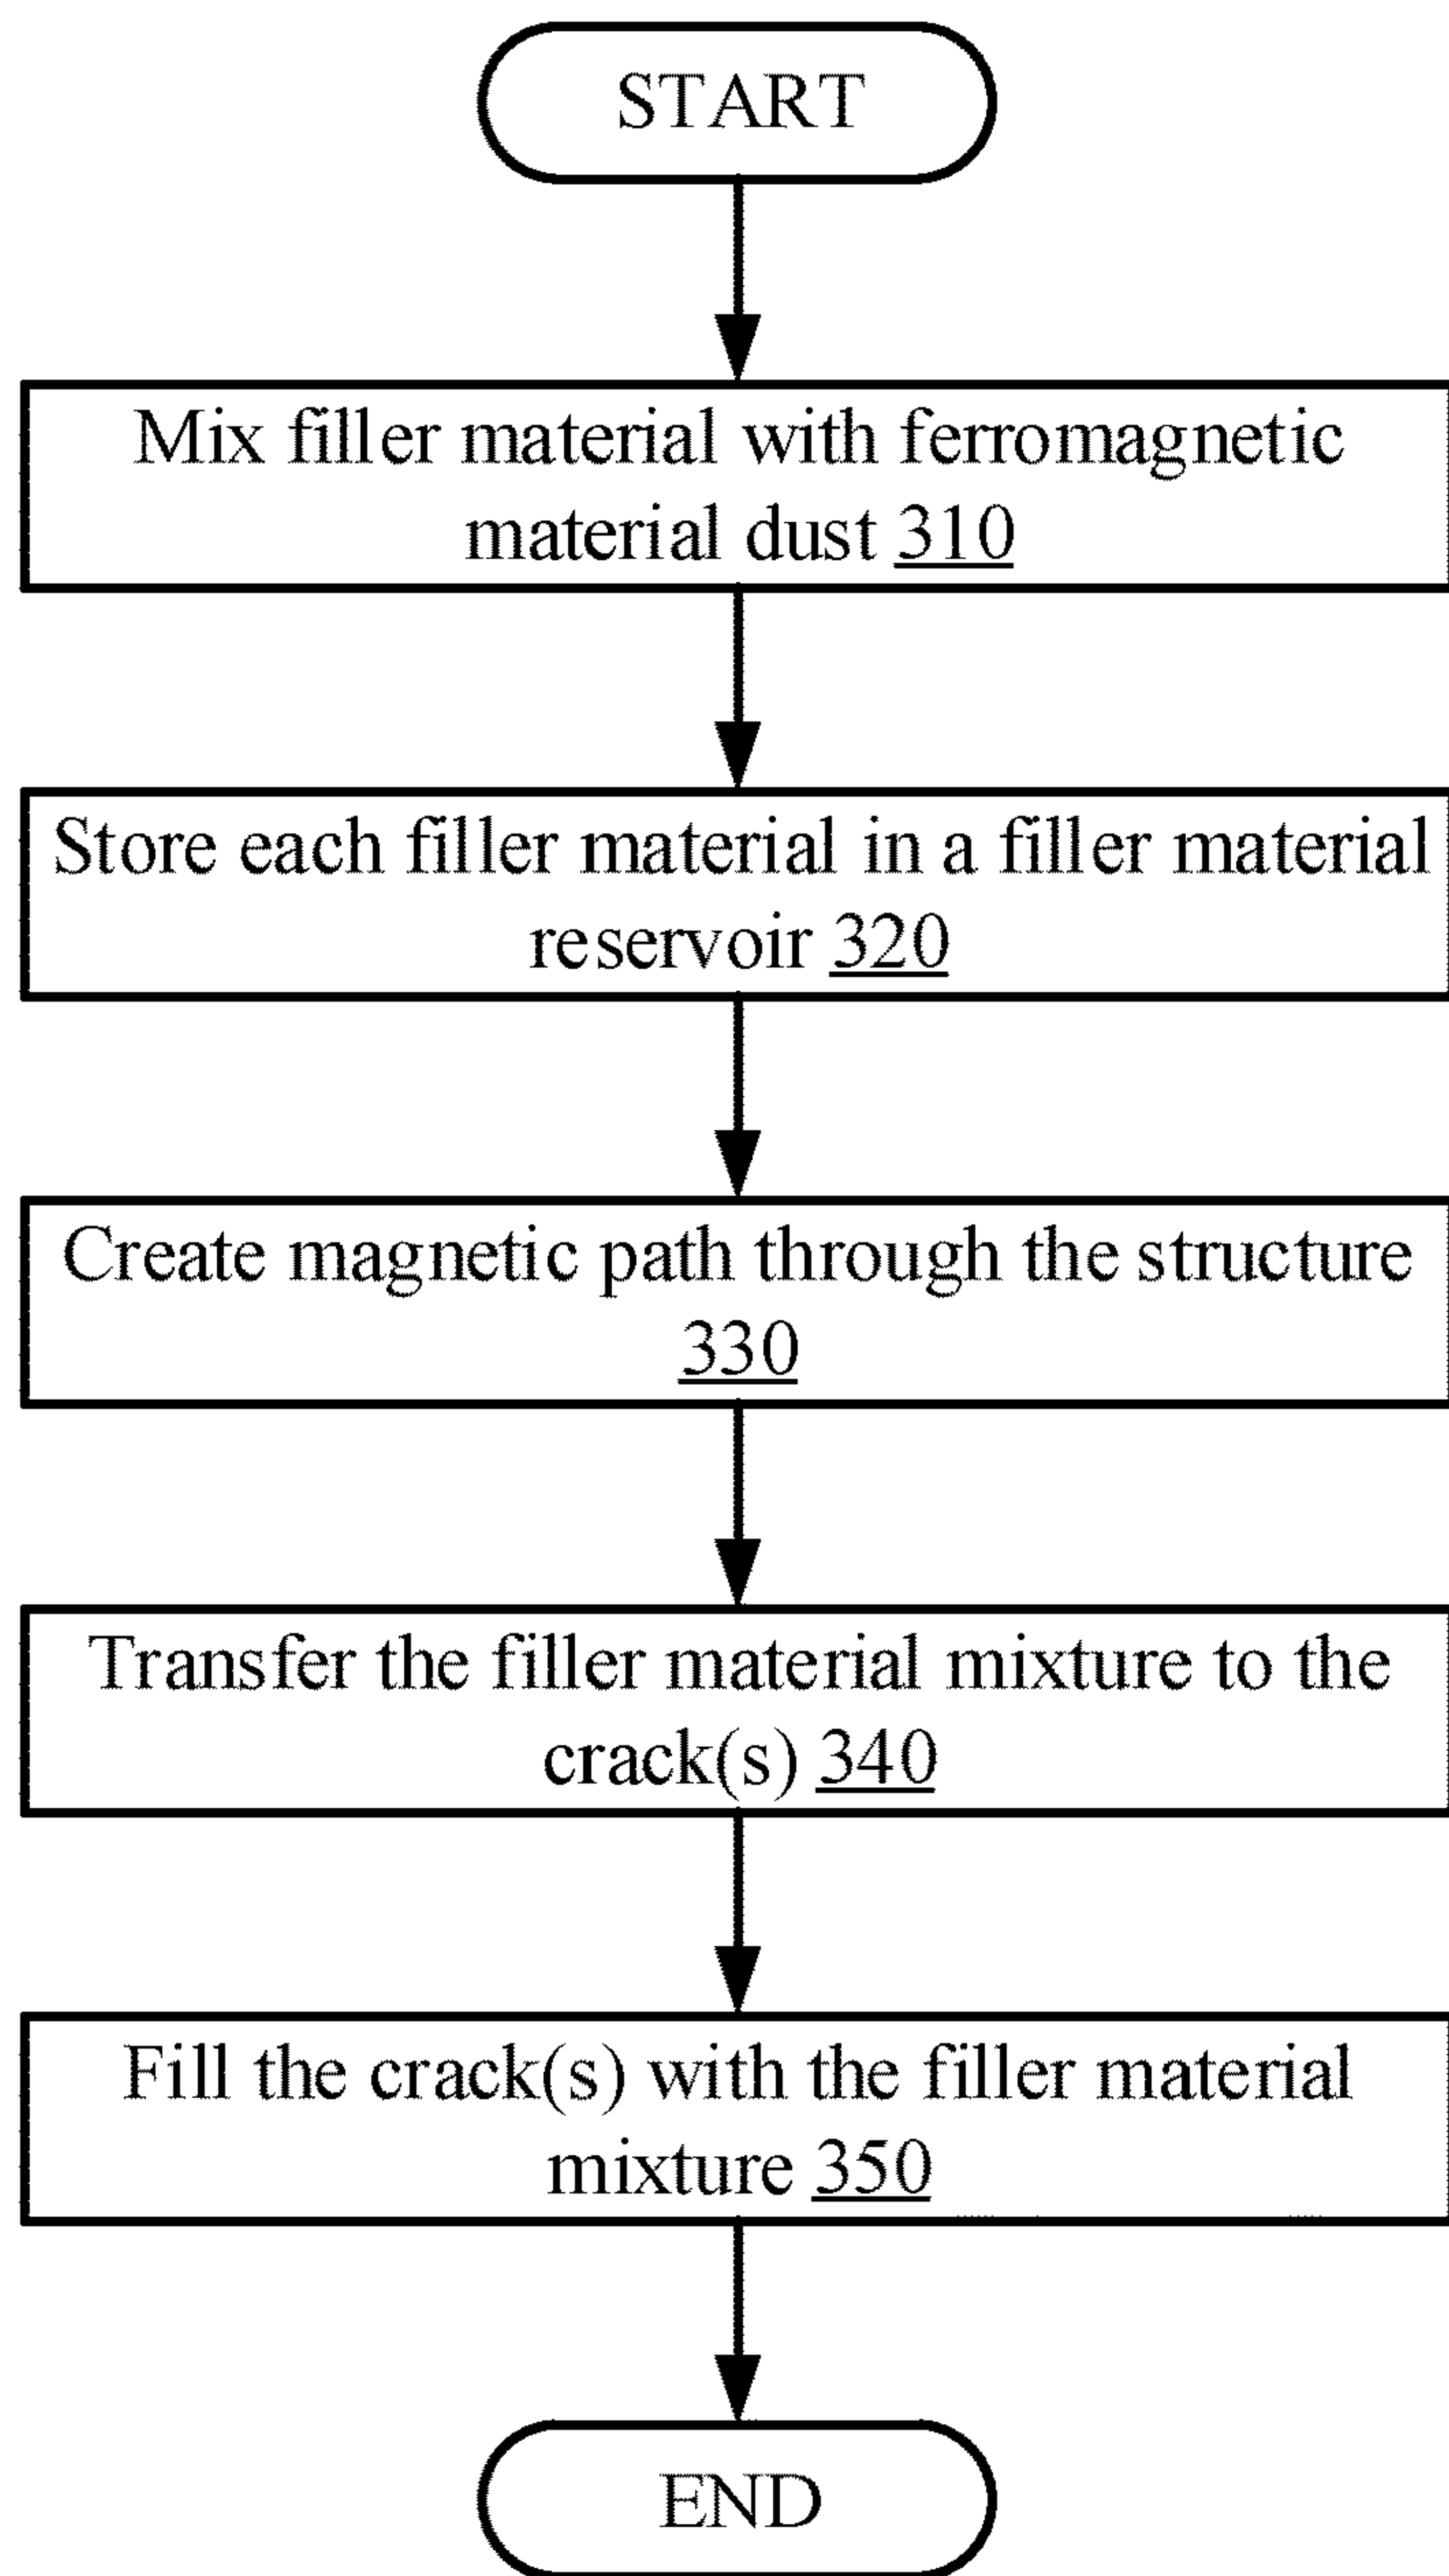 START
Mix filler material with ferromagnetic
material dust 310
Store each filler material in a filler material
reservoir 320
Create magnetic path through the structure
330
Transfer the filler material mixture to the
crack(s) 340
Fill the crack(s) with the filler material
mixture 350
END